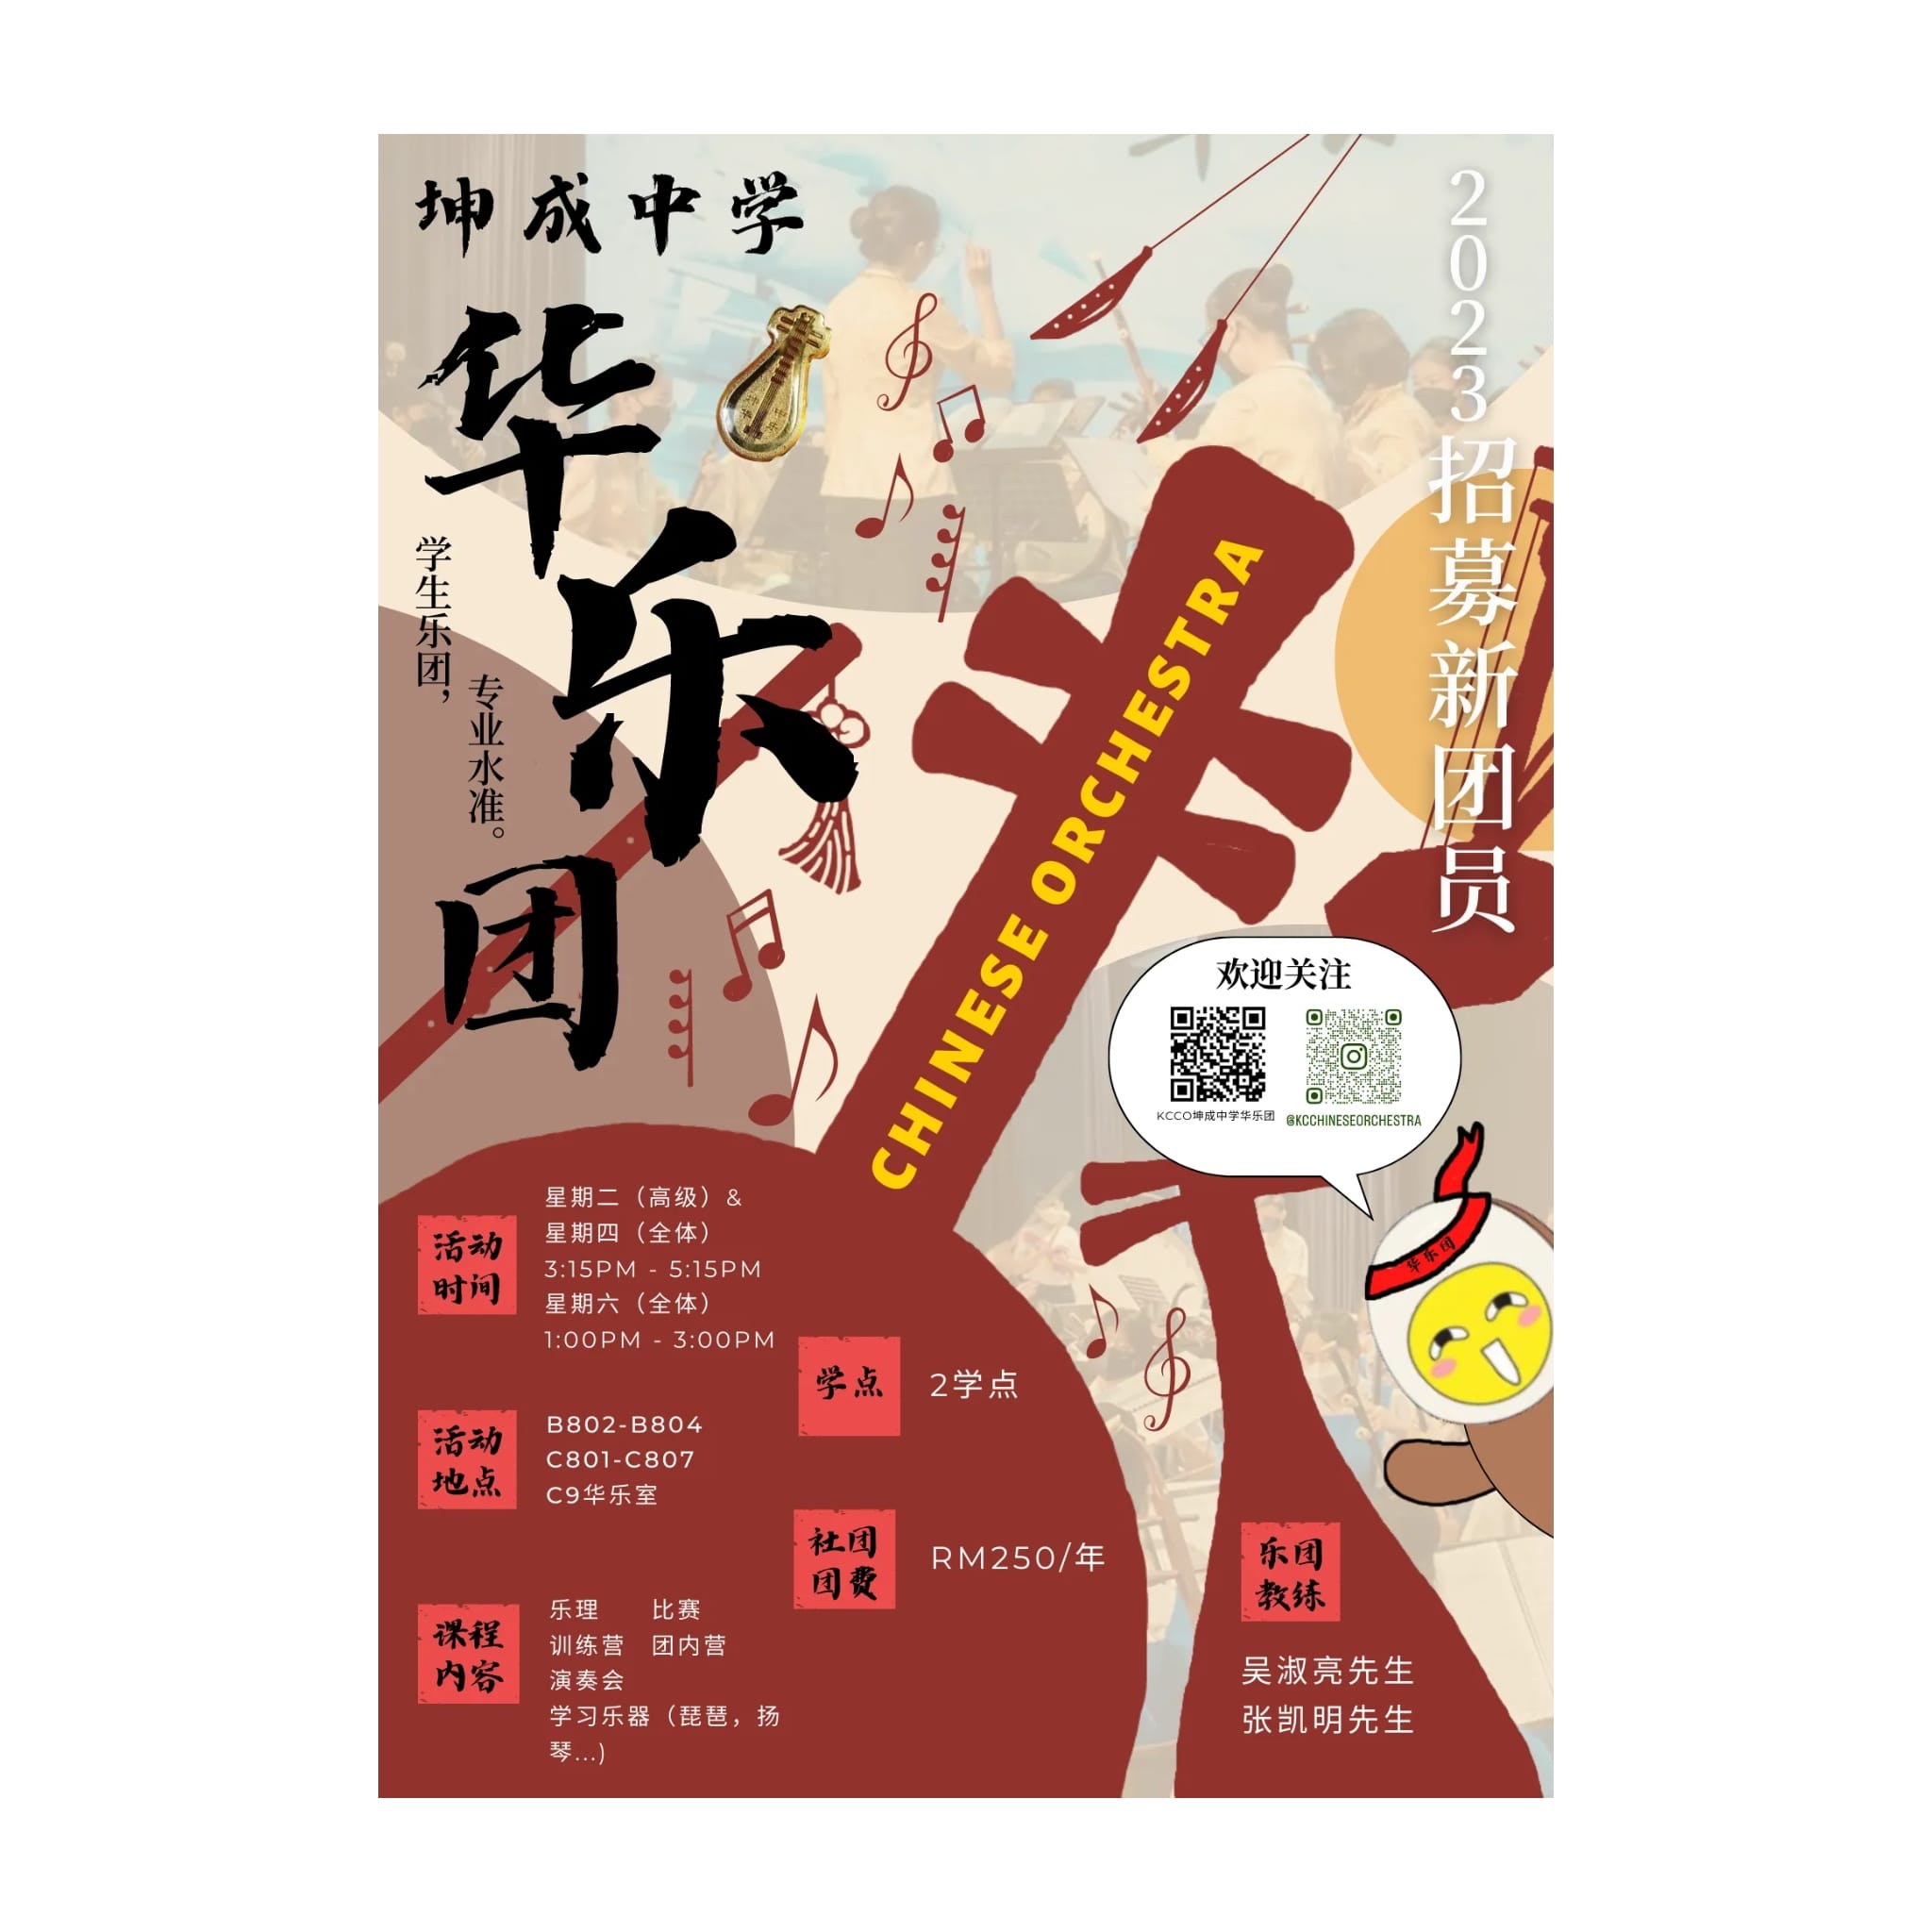 坤成中学
华乐团
学生乐团，
专业水准。
2023招募新团员
CHINESE ORCHESTRA
欢迎关注
KCCO坤成中学华乐团
@KCCHINESEORCHESTRA
华乐团
活动
时间
星期二（高级）&
星期四（全体）
3:15PM - 5:15PM
星期六（全体）
1:00PM - 3:00PM
学点
2学点
活动
地点
B802-B804
C801-C807
C9华乐室
社团
团费
RM250/年
课程
内容
乐理 比赛
训练营 团内营
演奏会
学习乐器（琵琶，扬
琴...)
乐团
教练
吴淑亮先生
张凯明先生